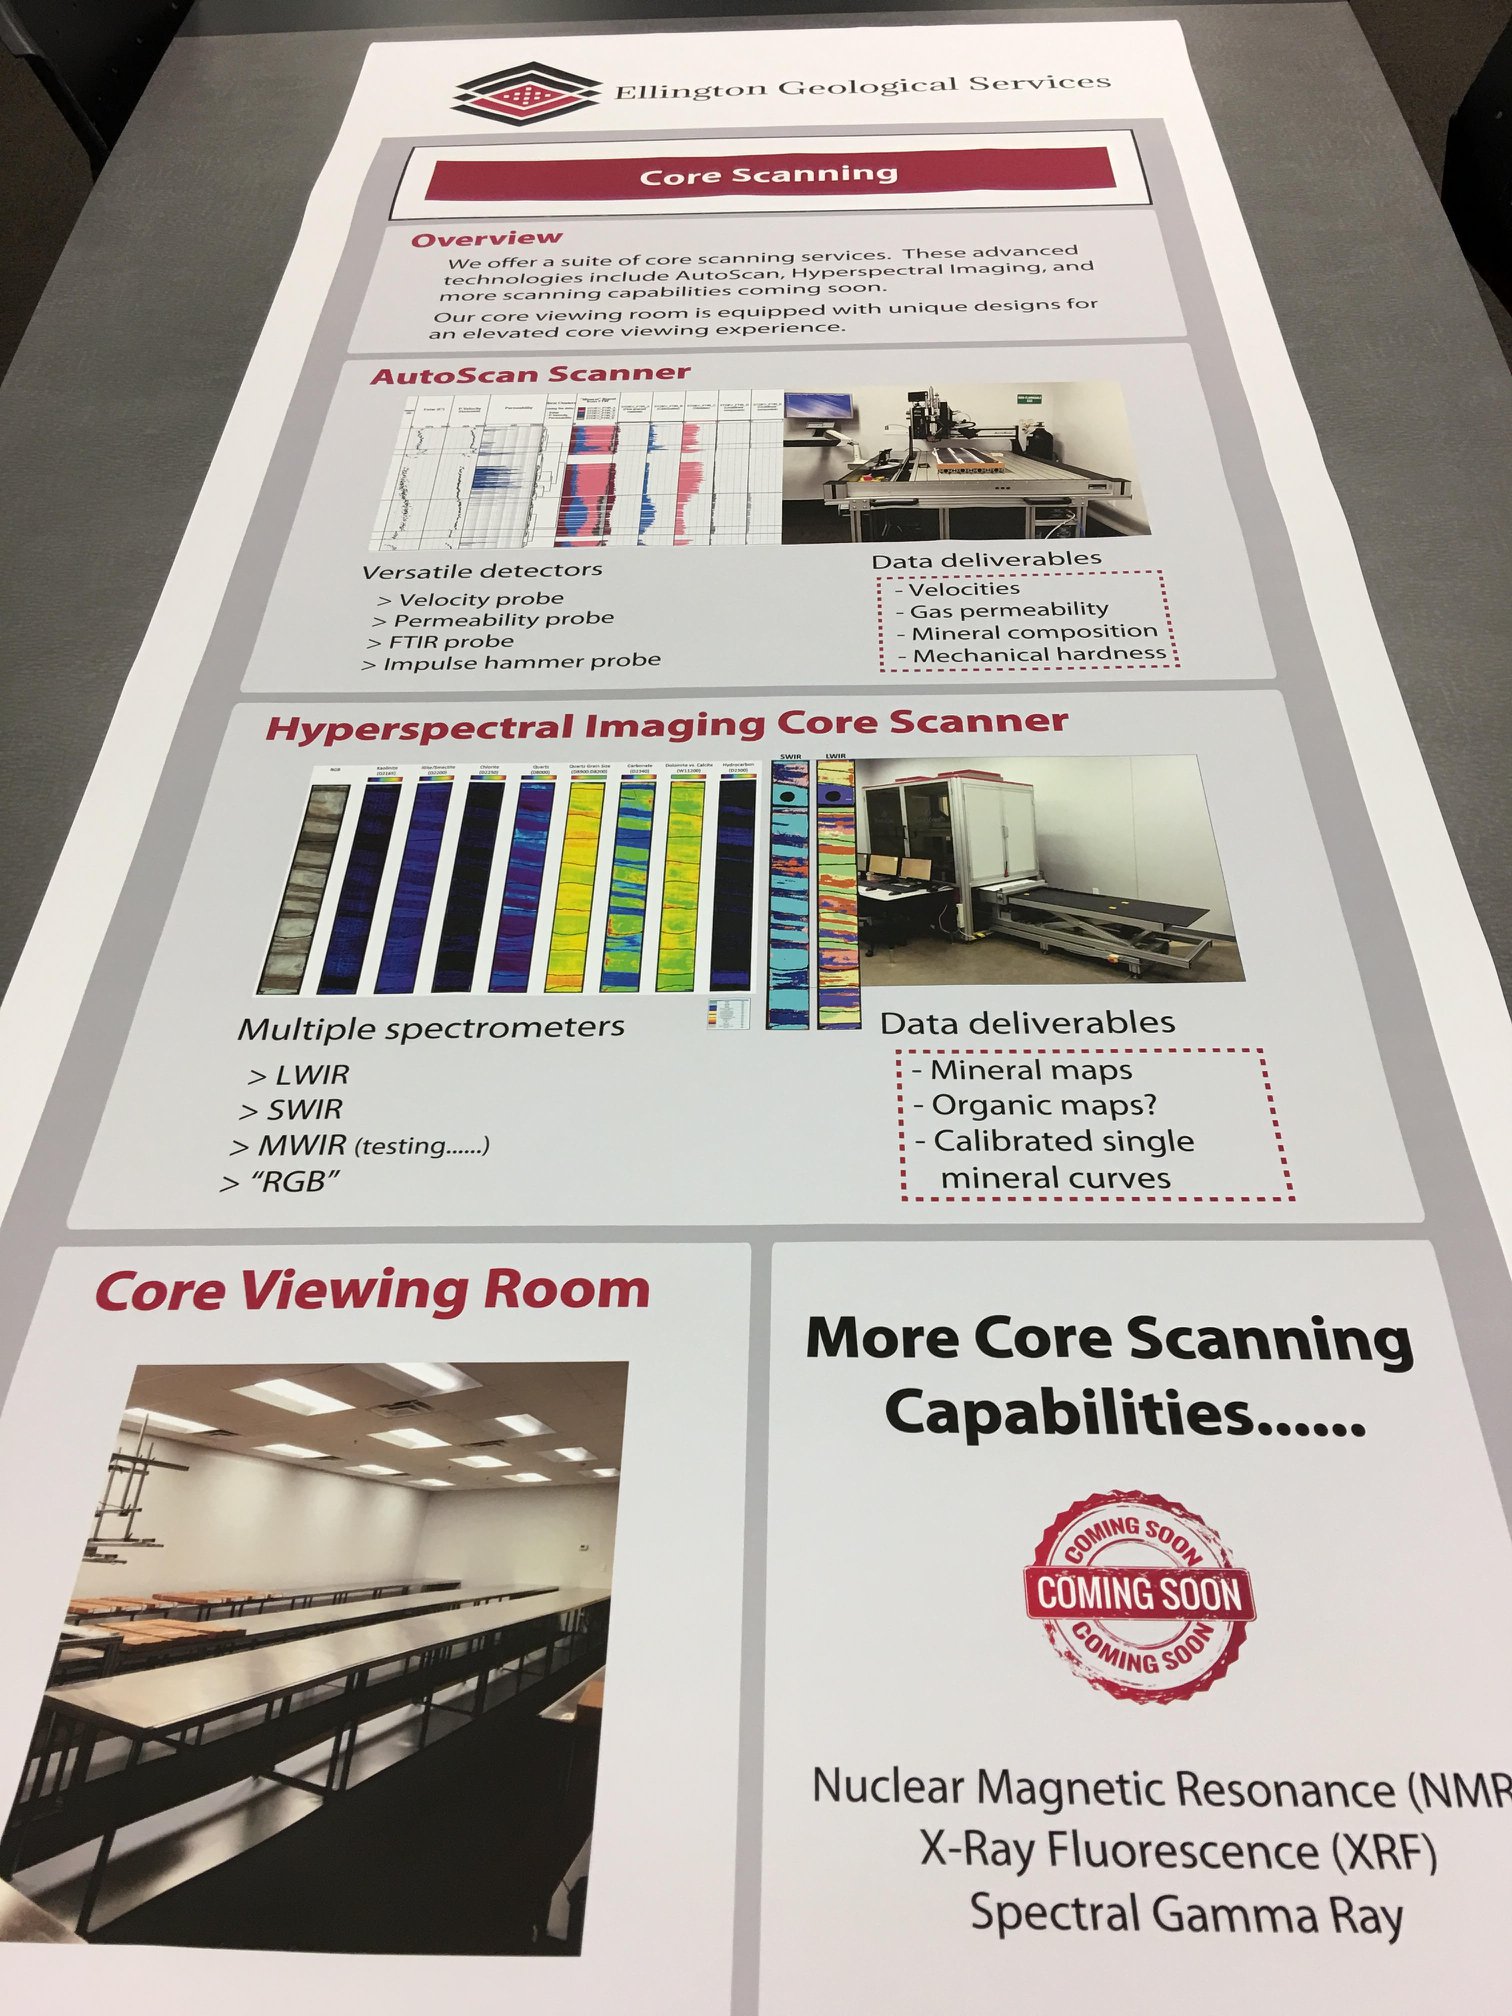 Ellington Geological Services
Core Scanning
Overview
We offer a suite of core scanning services. These advanced
technologies include AutoScan, Hyperspectral Imaging, and
more scanning capabilities coming soon.
Our core viewing room is equipped with unique designs for
an elevated core viewing experience.
AutoScan Scanner
Permeability
Versatile detectors
> Velocity probe
> Permeability probe
> FTIR probe
> Impulse hammer probe
Data deliverables
- Velocities
- Gas permeability
- Mineral composition
- Mechanical hardness
Hyperspectral Imaging Core Scanner
RGB
Kaolinite
Illite/Smectite
Chlorite
Quartz
Quartz Grain Size
Carbonate
Dolomite vs. Calcite
Hydrocarbon
SWIR
LWIR
Multiple spectrometers
> LWIR
> SWIR
> MWIR (testing......)
> "RGB"
Data deliverables
- Mineral maps
- Organic maps?
- Calibrated single
mineral curves
Core Viewing Room
More Core Scanning
Capabilities......
COMING SOON
COMING SOON
COMING SOON
Nuclear Magnetic Resonance (NMR
X-Ray Fluorescence (XRF)
Spectral Gamma Ray